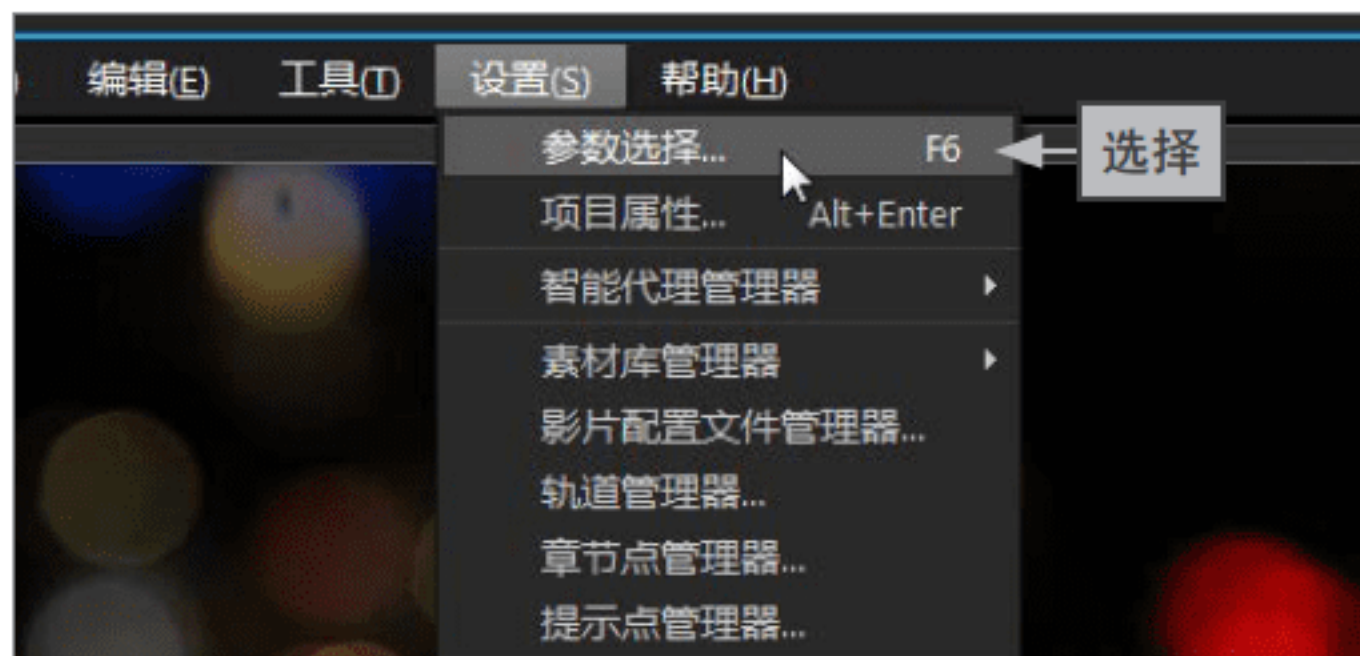 编辑(E) 工具(T) 设置(S) 帮助(H)
参数选择... F6
选择
项目属性... Alt+Enter
智能代理管理器
素材库管理器
影片配置文件管理器...
轨道管理器...
章节点管理器...
提示点管理器...